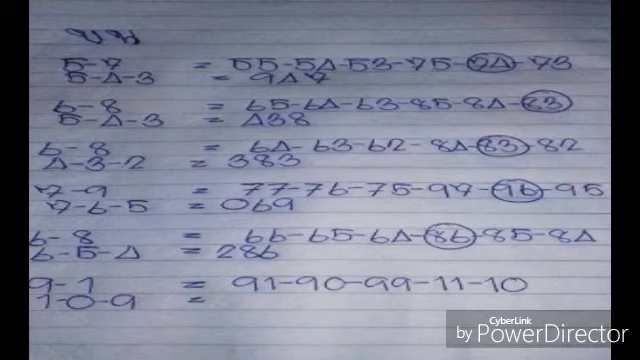 บน
5-7 = 55-54-53-75-74-73
5-4-3 = 947
6-8 = 65-64-63-85-84-83
5-4-3 = 438
6-8 = 64-63-62-84-83-82
4-3-2 = 383
7-9 = 77-76-75-97-96-95
7-6-5 = 069
6-8 = 66-65-64-86-85-84
6-5-4 = 286
9-1 = 91-90-99-11-10
1-0-9 =
CyberLink
by PowerDirector